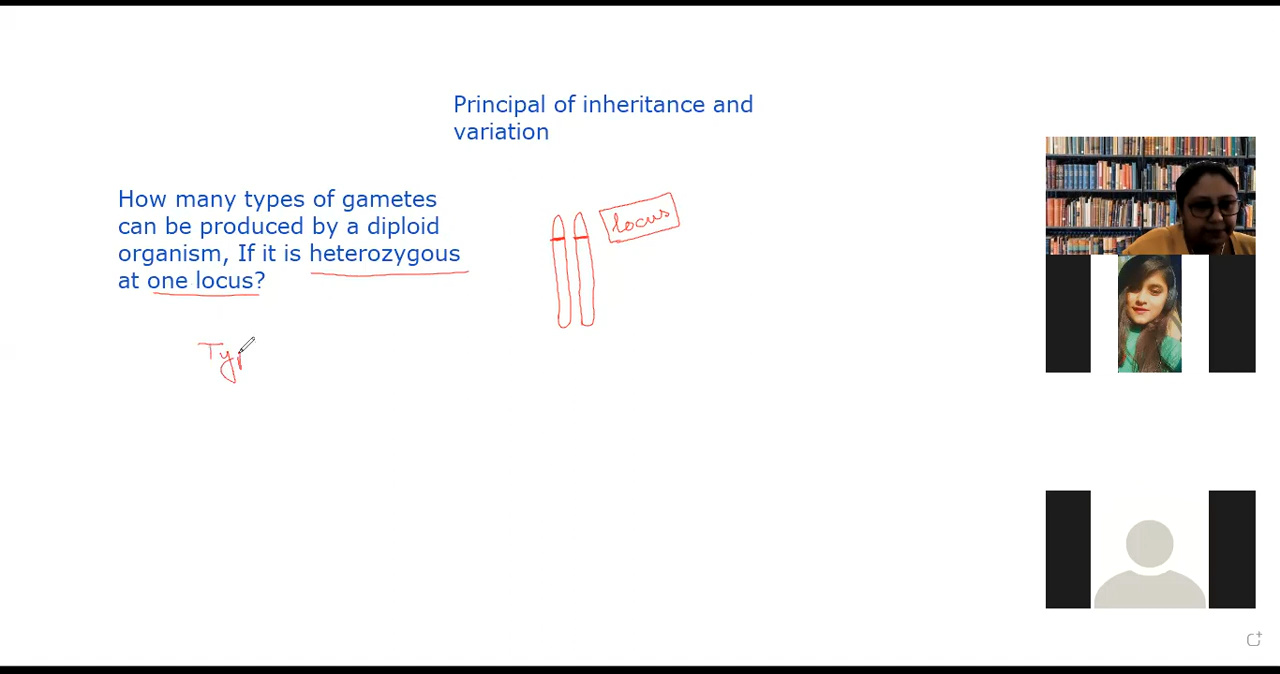 Principal of inheritance and
variation
How many types of gametes
can be produced by a diploid
organism, If it is heterozygous
at one locus?
locus
Typ